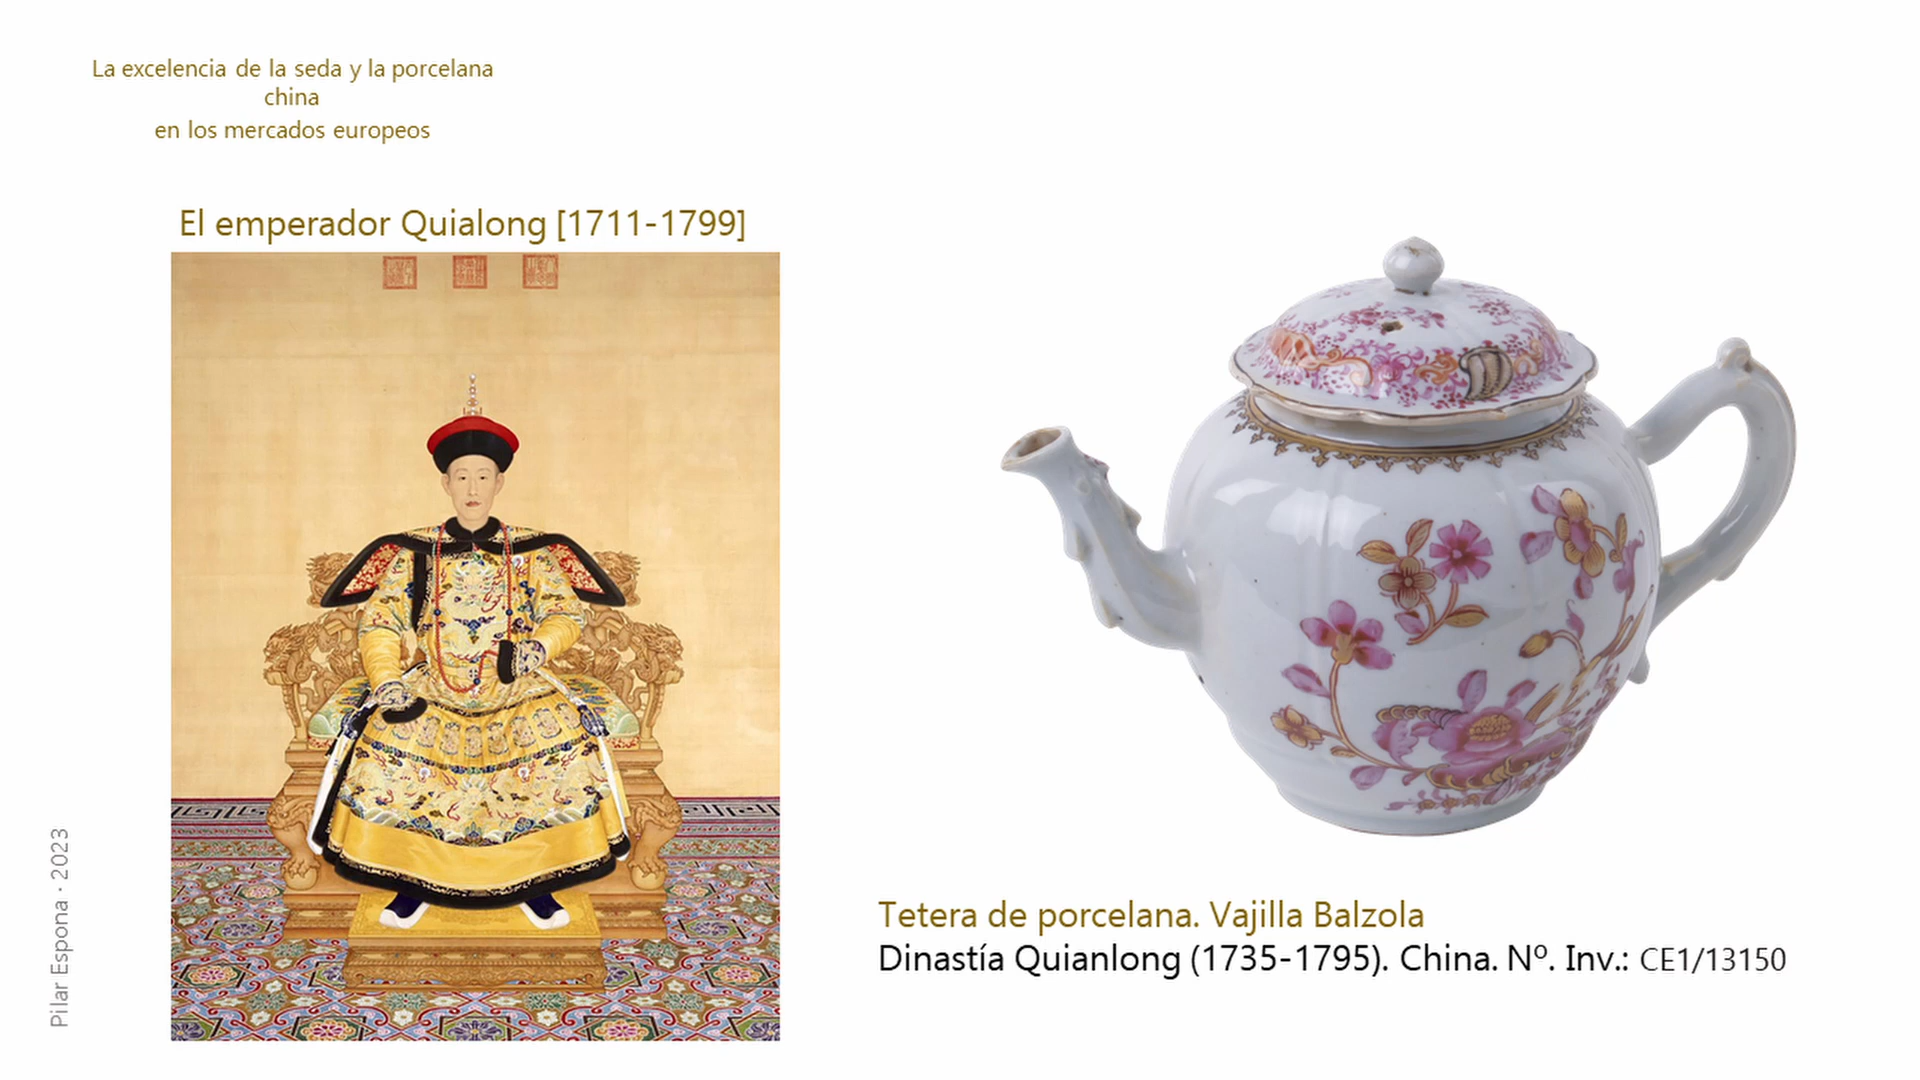 La excelencia de la seda y la porcelana
china
en los mercados europeos
El emperador Quialong [1711-1799]
Tetera de porcelana. Vajilla Balzola
Dinastía Quianlong (1735-1795). China. Nº. Inv.: CE1/13150
Pilar Espona · 2023